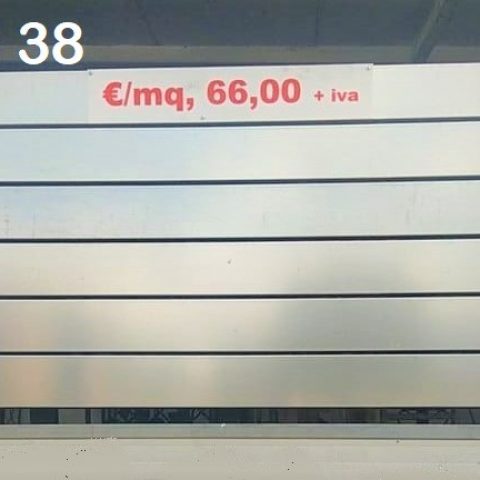 38
€/mq, 66,00 + iva